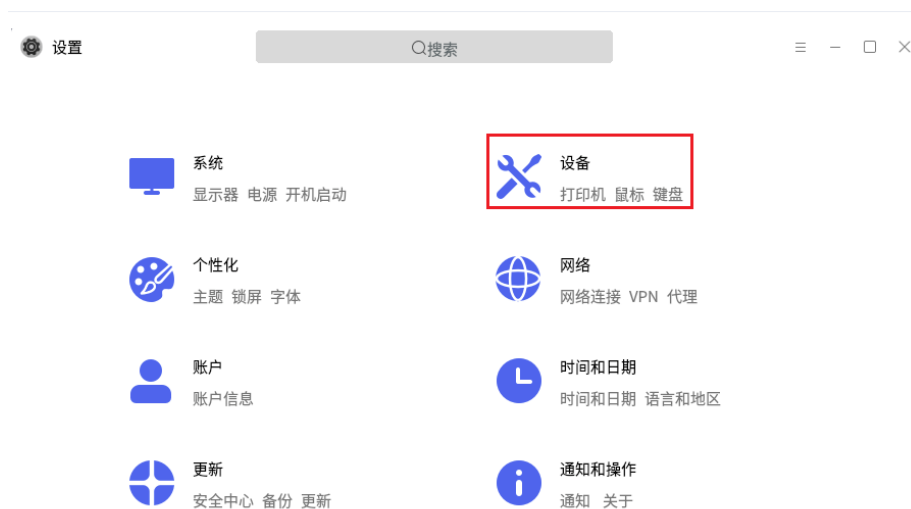 设置
搜索
系统
显示器 电源 开机启动
设备
打印机 鼠标 键盘
个性化
主题 锁屏 字体
网络
网络连接 VPN 代理
账户
账户信息
时间和日期
时间和日期 语言和地区
更新
安全中心 备份 更新
通知和操作
通知 关于